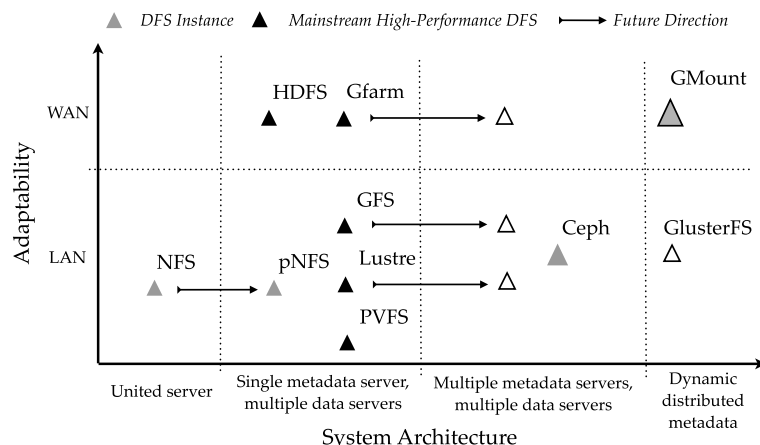 DFS Instance
Mainstream High-Performance DFS
Future Direction
HDFS
Gfarm
GMount
WAN
Adaptability
GFS
Ceph
GlusterFS
LAN
NFS
pNFS
Lustre
PVFS
United server
Single metadata server,
multiple data servers
Multiple metadata servers,
multiple data servers
Dynamic
distributed
metadata
System Architecture